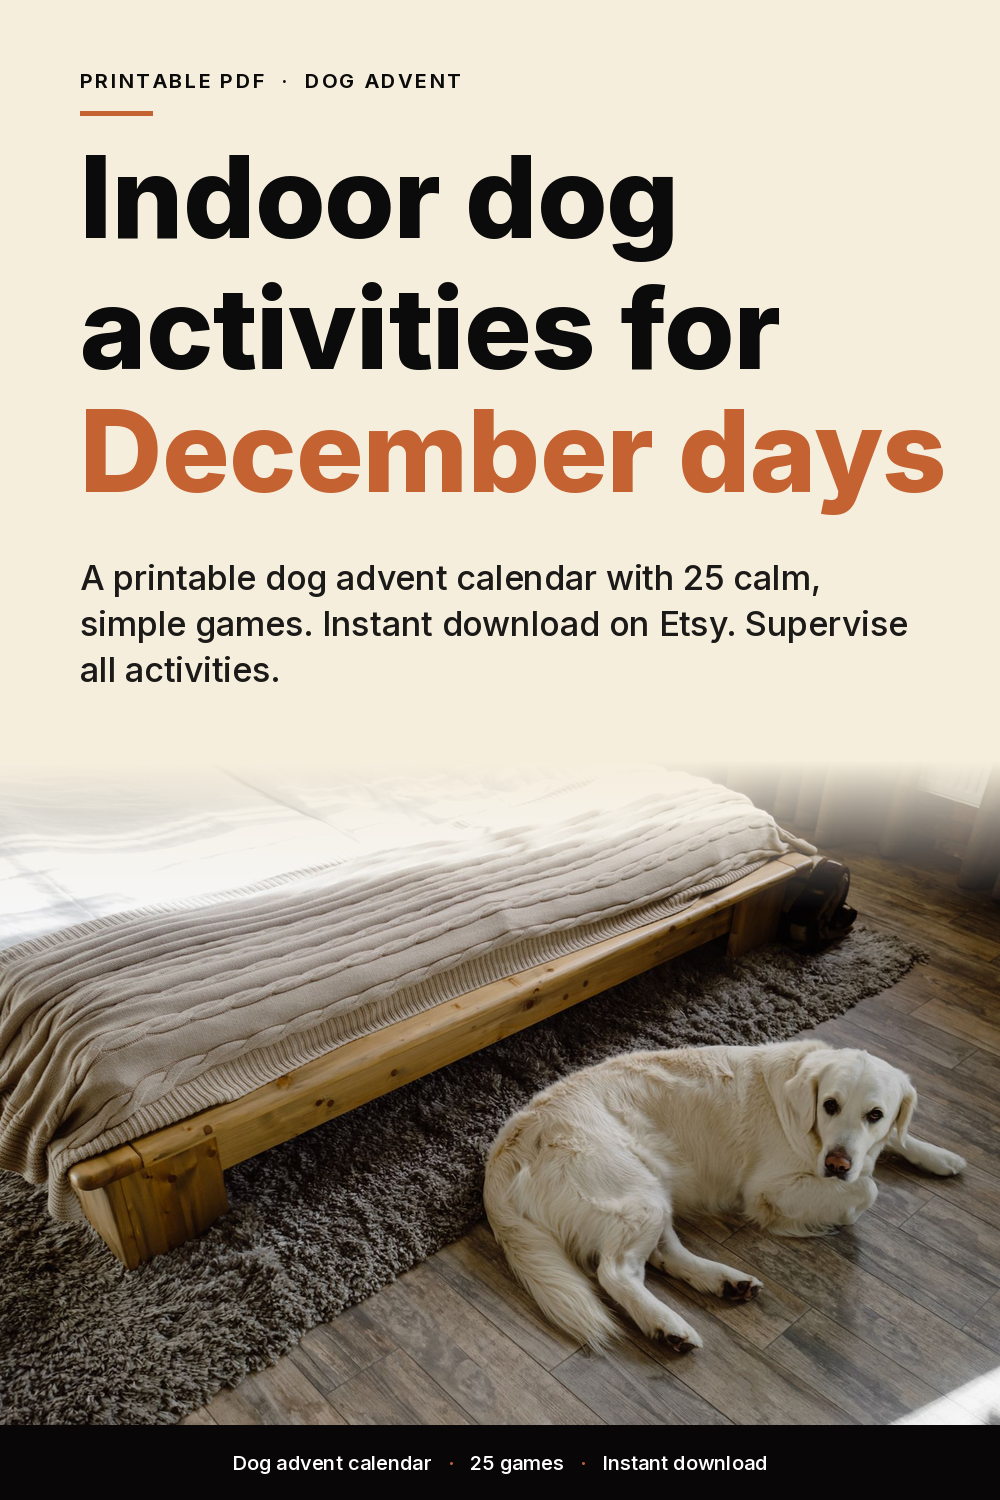 PRINTABLE PDF · DOG ADVENT
Indoor dog
activities for
December days
A printable dog advent calendar with 25 calm,
simple games. Instant download on Etsy. Supervise
all activities.
Dog advent calendar · 25 games · Instant download